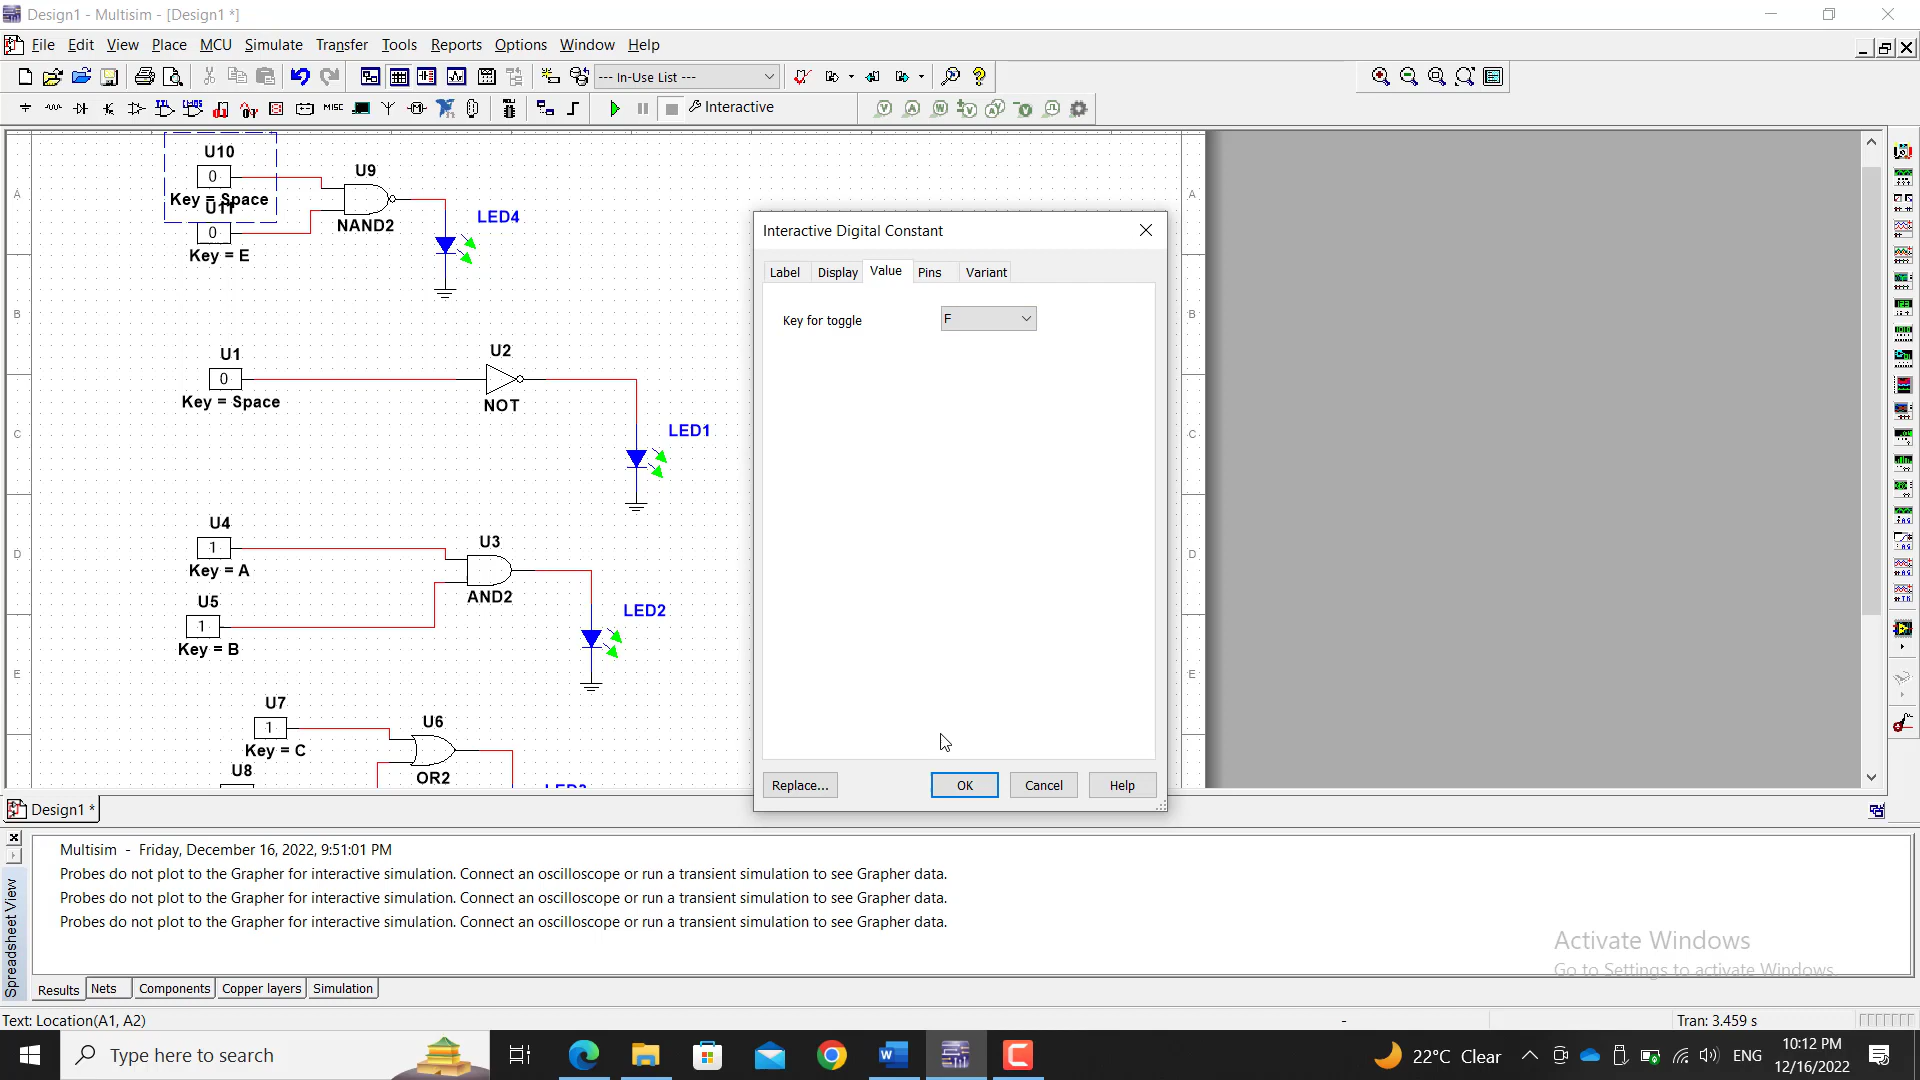 Design1 - Multisim - [Design1 *]
File Edit View Place MCU Simulate Transfer Tools Reports Options Window Help
--- In-Use List ---
MISC
Interactive
U10
0
Key = Space
U11
0
Key = E
U9
NAND2
LED4
U1
0
Key = Space
U2
NOT
LED1
U4
1
Key = A
U5
1
Key = B
U3
AND2
LED2
U7
1
Key = C
U8
U6
OR2
LED3
A
B
C
D
E
A
B
C
D
E
Interactive Digital Constant
Label Display Value Pins Variant
Key for toggle F
Replace... OK Cancel Help
Design1 *
Spreadsheet View
Multisim - Friday, December 16, 2022, 9:51:01 PM
Probes do not plot to the Grapher for interactive simulation. Connect an oscilloscope or run a transient simulation to see Grapher data.
Probes do not plot to the Grapher for interactive simulation. Connect an oscilloscope or run a transient simulation to see Grapher data.
Probes do not plot to the Grapher for interactive simulation. Connect an oscilloscope or run a transient simulation to see Grapher data.
Activate Windows
Go to Settings to activate Windows.
Results Nets Components Copper layers Simulation
Text: Location(A1, A2)
-
Tran: 3.459 s
Type here to search
22°C Clear
ENG
10:12 PM
12/16/2022